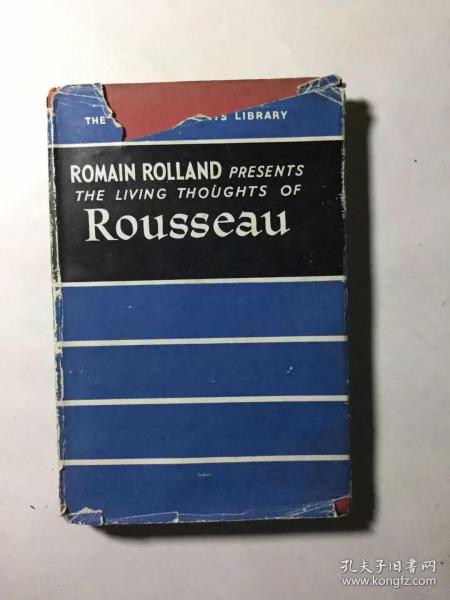 THE LIBRARY
ROMAIN ROLLAND PRESENTS
THE LIVING THOUGHTS OF
Rousseau
孔夫子旧书网
www.kongfz.com